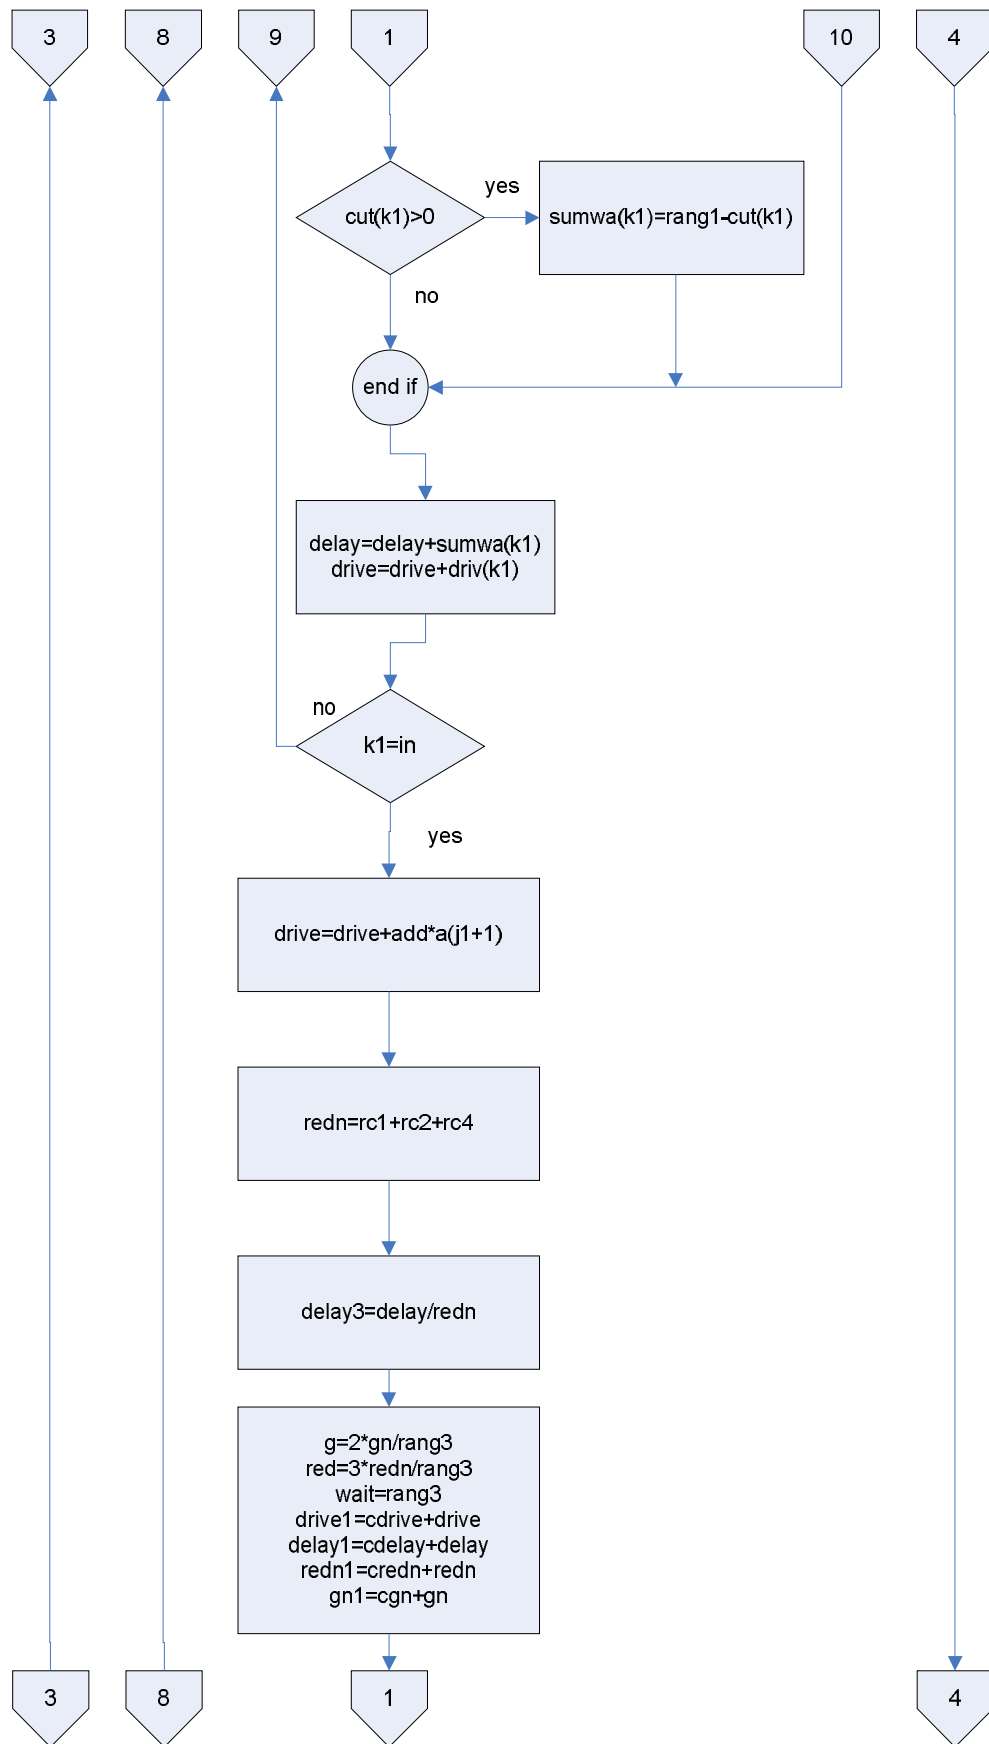 3
8
9
1
10
4
cut(k1)>0
yes
sumwa(k1)=rang1-cut(k1)
no
end if
delay=delay+sumwa(k1)
drive=drive+driv(k1)
no
k1=in
yes
drive=drive+add*a(j1+1)
redn=rc1+rc2+rc4
delay3=delay/redn
g=2*gn/rang3
red=3*redn/rang3
wait=rang3
drive1=cdrive+drive
delay1=cdelay+delay
redn1=credn+redn
gn1=cgn+gn
3
8
1
4